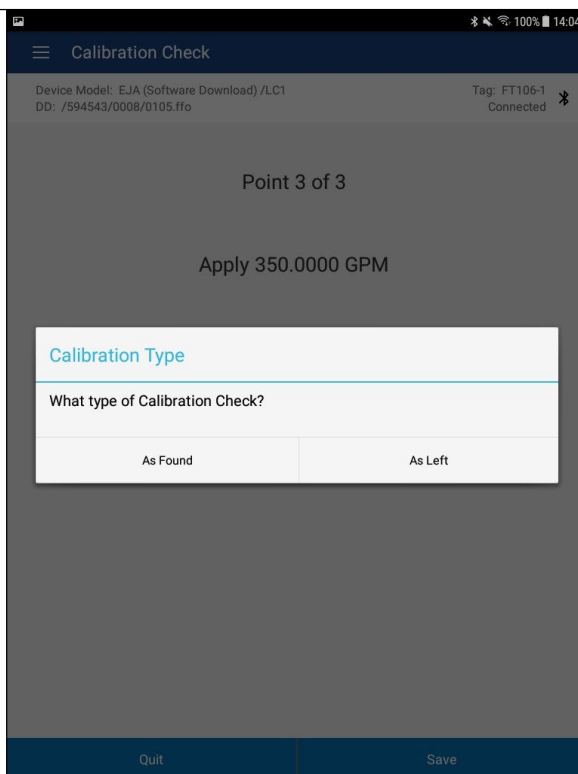 100% 14:04
Calibration Check
Device Model: EJA (Software Download) /LC1
Tag: FT106-1
DD: /594543/0008/0105.ffo
Connected
Point 3 of 3
Apply 350.0000 GPM
Calibration Type
What type of Calibration Check?
As Found As Left
Quit Save